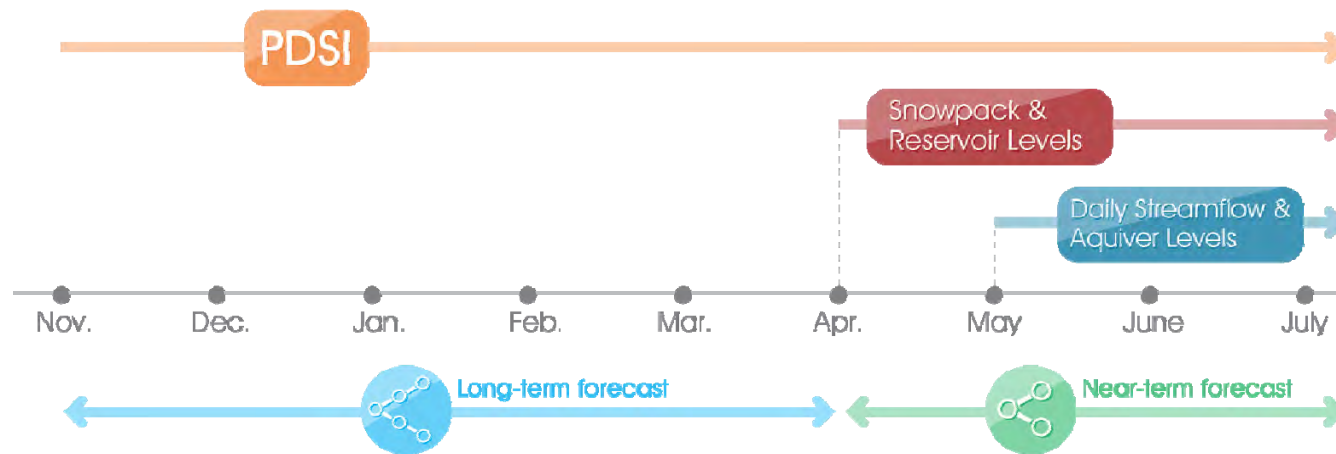 PDSI
Snowpack &
Reservoir Levels
Daily Streamflow &
Aquiver Levels
Nov. Dec. Jan. Feb. Mar. Apr. May June July
Long-term forecast Near-term forecast